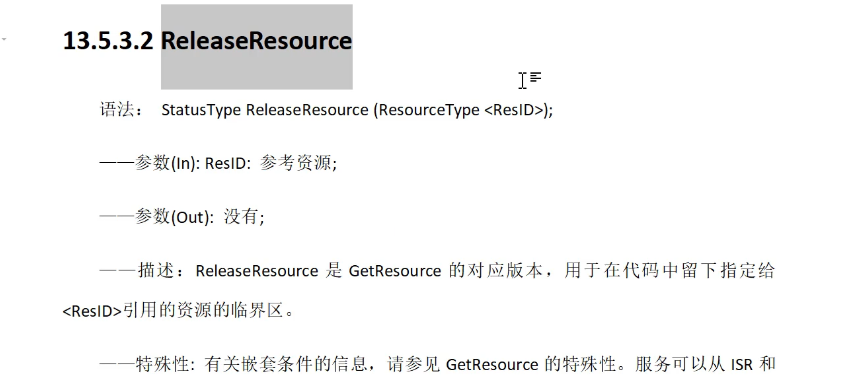 13.5.3.2 ReleaseResource
语法： StatusType ReleaseResource (ResourceType <ResID>);
——参数(In): ResID: 参考资源;
——参数(Out): 没有;
——描述：ReleaseResource 是 GetResource 的对应版本，用于在代码中留下指定给
<ResID>引用的资源的临界区。
——特殊性: 有关嵌套条件的信息，请参见 GetResource 的特殊性。服务可以从 ISR 和